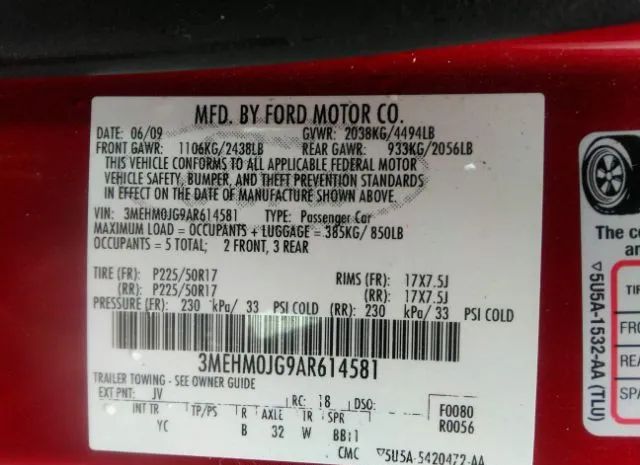 MFD. BY FORD MOTOR CO.
DATE: 06/09 GVWR: 2038KG/4494LB
FRONT GAWR: 1106KG/2438LB REAR GAWR: 933KG/2056LB
THIS VEHICLE CONFORMS TO ALL APPLICABLE FEDERAL MOTOR
VEHICLE SAFETY, BUMPER, AND THEFT PREVENTION STANDARDS
IN EFFECT ON THE DATE OF MANUFACTURE SHOWN ABOVE.
VIN: 3MEHM0JG9AR614581 TYPE: Passenger Car
MAXIMUM LOAD = OCCUPANTS + LUGGAGE = 385KG/ 850LB
OCCUPANTS = 5 TOTAL; 2 FRONT, 3 REAR
TIRE (FR): P225/50R17 RIMS (FR): 17X7.5J
(RR): P225/50R17 (RR): 17X7.5J
PRESSURE (FR): 230 kPa/ 33 PSI COLD (RR): 230 kPa/ 33 PSI COLD
3MEHM0JG9AR614581
TRAILER TOWING - SEE OWNER GUIDE
EXT PNT: JV RC: 18 DSO: F0080
INT TR TP/PS R AXLE TR SPR R0056
YC B 32 W BB11
CMC ▽5U5A-5420472-AA
▽5U5A-1532-AA (TLU)
The co
an
TI
FRO
REA
SPA